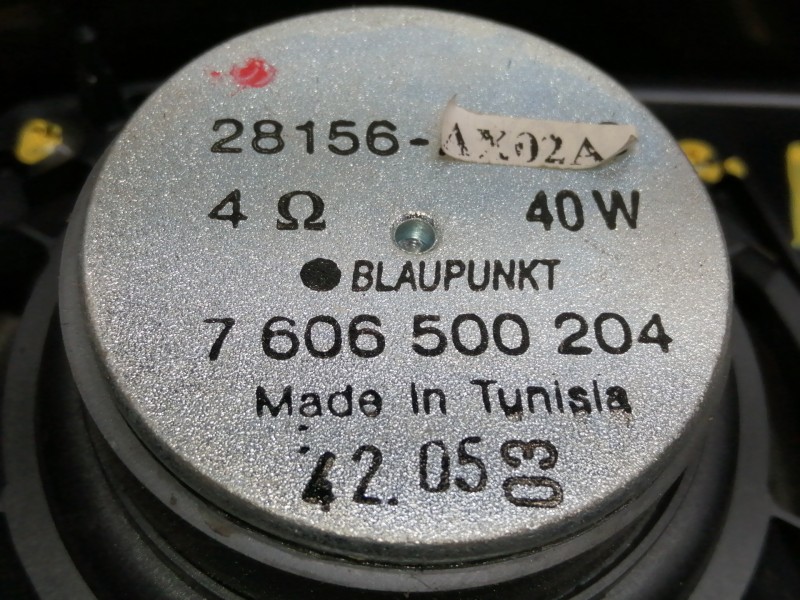 28156-AX02A
4 Ω 40 W
BLAUPUNKT
7 606 500 204
Made In Tunisia
42.05 03